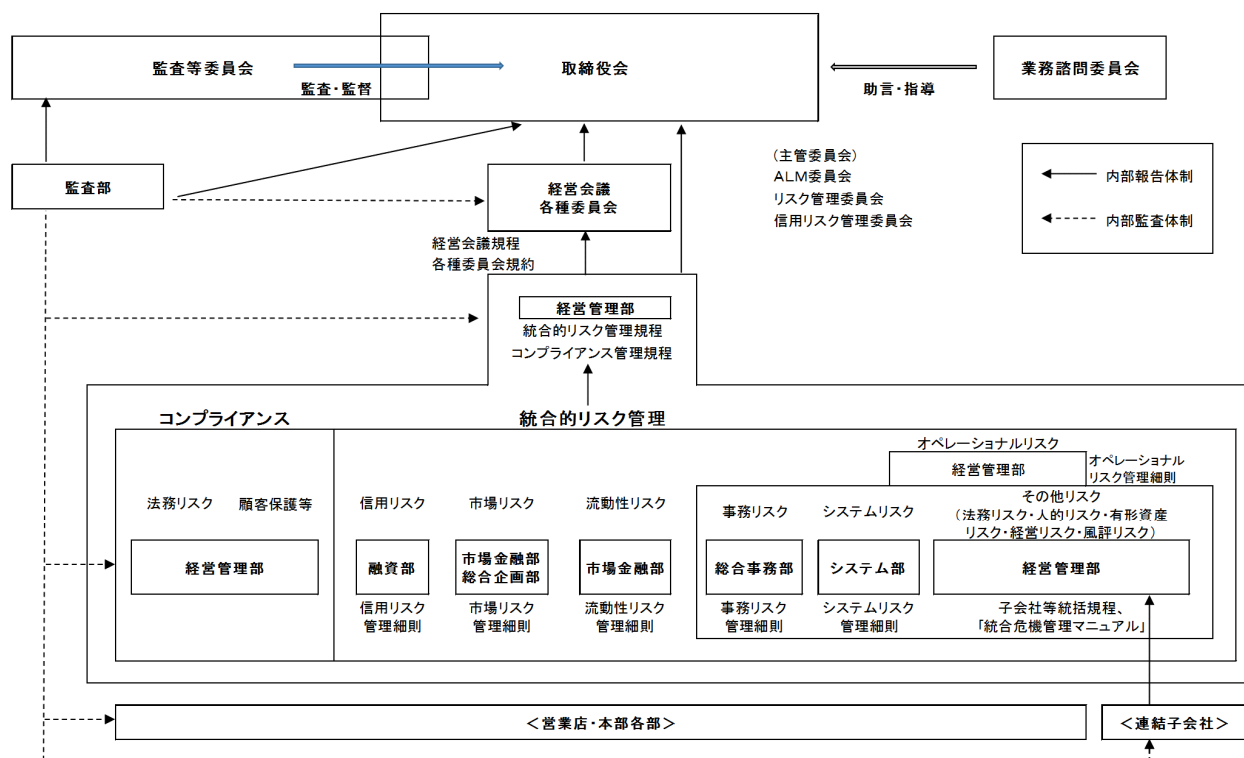 監査等委員会
取締役会
業務諮問委員会
監査・監督
助言・指導
監査部
経営会議
各種委員会
(主管委員会)
ALM委員会
リスク管理委員会
信用リスク管理委員会
内部報告体制
内部監査体制
経営会議規程
各種委員会規約
経営管理部
統合的リスク管理規程
コンプライアンス管理規程
コンプライアンス
統合的リスク管理
オペレーショナルリスク
経営管理部
オペレーショナル
リスク管理細則
法務リスク
顧客保護等
信用リスク
市場リスク
流動性リスク
事務リスク
システムリスク
その他リスク
(法務リスク・人的リスク・有形資産
リスク・経営リスク・風評リスク)
経営管理部
融資部
市場金融部
総合企画部
市場金融部
総合事務部
システム部
経営管理部
信用リスク
管理細則
市場リスク
管理細則
流動性リスク
管理細則
事務リスク
管理細則
システムリスク
管理細則
子会社等統括規程、
「統合危機管理マニュアル」
<営業店・本部各部>
<連結子会社>